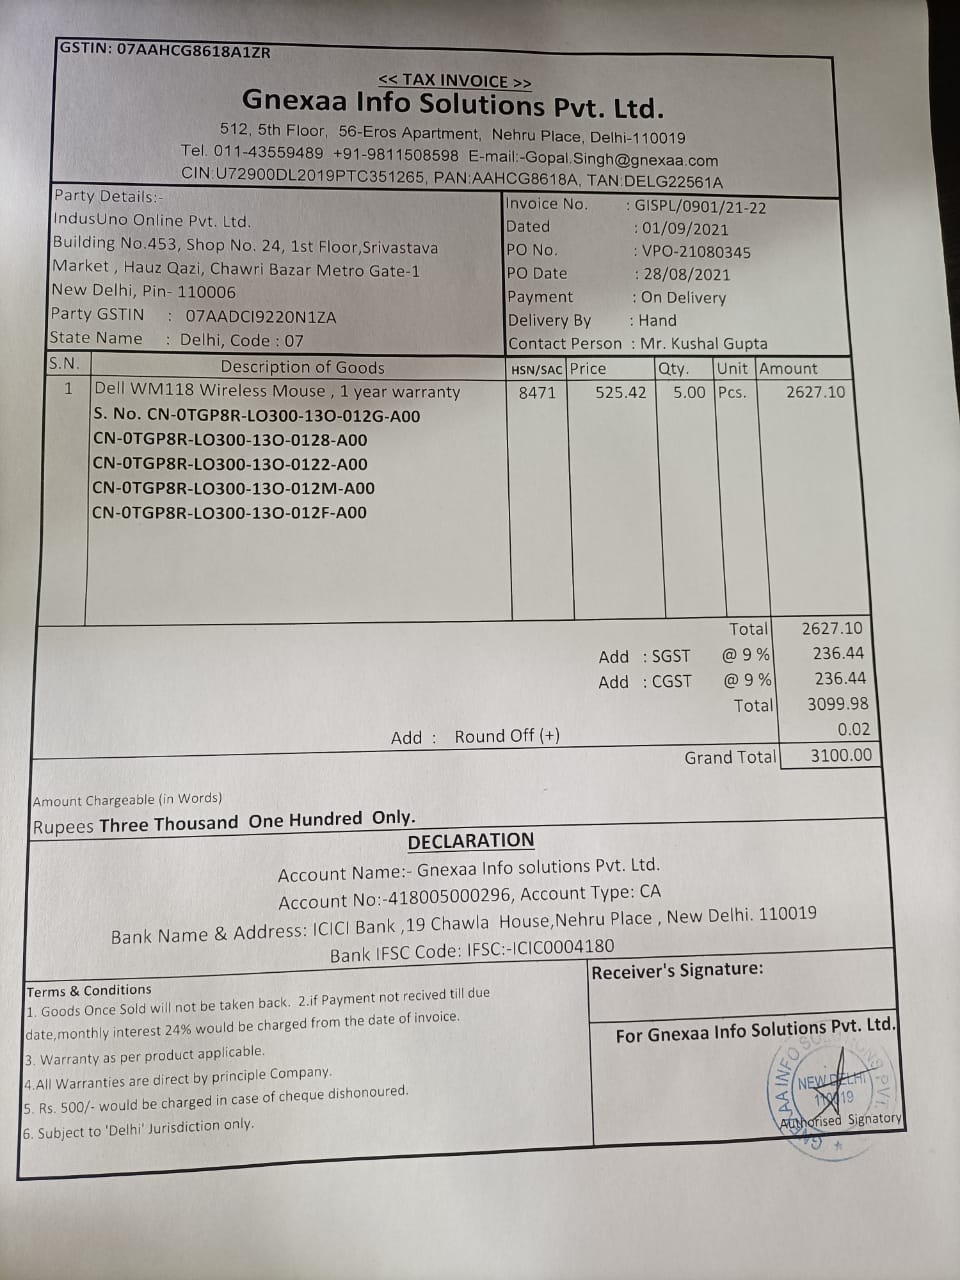 GSTIN: 07AAHCG8618A1ZR
<< TAX INVOICE >>
Gnexaa Info Solutions Pvt. Ltd.
512, 5th Floor, 56-Eros Apartment, Nehru Place, Delhi-110019
Tel. 011-43559489 +91-9811508598 E-mail:-Gopal.Singh@gnexaa.com
CIN:U72900DL2019PTC351265, PAN:AAHCG8618A, TAN:DELG22561A
Party Details:-
IndusUno Online Pvt. Ltd.
Building No.453, Shop No. 24, 1st Floor,Srivastava
Market , Hauz Qazi, Chawri Bazar Metro Gate-1
New Delhi, Pin- 110006
Party GSTIN : 07AADCI9220N1ZA
State Name : Delhi, Code : 07
Invoice No. : GISPL/0901/21-22
Dated : 01/09/2021
PO No. : VPO-21080345
PO Date : 28/08/2021
Payment : On Delivery
Delivery By : Hand
Contact Person : Mr. Kushal Gupta
S.N. Description of Goods HSN/SAC Price Qty. Unit Amount
1 Dell WM118 Wireless Mouse , 1 year warranty 8471 525.42 5.00 Pcs. 2627.10
S. No. CN-0TGP8R-LO300-13O-012G-A00
CN-0TGP8R-LO300-13O-0128-A00
CN-0TGP8R-LO300-13O-0122-A00
CN-0TGP8R-LO300-13O-012M-A00
CN-0TGP8R-LO300-13O-012F-A00
Total 2627.10
Add : SGST @ 9 % 236.44
Add : CGST @ 9 % 236.44
Total 3099.98
Add : Round Off (+) 0.02
Grand Total 3100.00
Amount Chargeable (in Words)
Rupees Three Thousand One Hundred Only.
DECLARATION
Account Name:- Gnexaa Info solutions Pvt. Ltd.
Account No:-418005000296, Account Type: CA
Bank Name & Address: ICICI Bank ,19 Chawla House,Nehru Place , New Delhi. 110019
Bank IFSC Code: IFSC:-ICIC0004180
Terms & Conditions
1. Goods Once Sold will not be taken back. 2.if Payment not recived till due
date,monthly interest 24% would be charged from the date of invoice.
3. Warranty as per product applicable.
4.All Warranties are direct by principle Company.
5. Rs. 500/- would be charged in case of cheque dishonoured.
6. Subject to 'Delhi' Jurisdiction only.
Receiver's Signature:
For Gnexaa Info Solutions Pvt. Ltd.
GNEXAA INFO SOLUTIONS PVT.
NEW DELHI
110019
Authorised Signatory